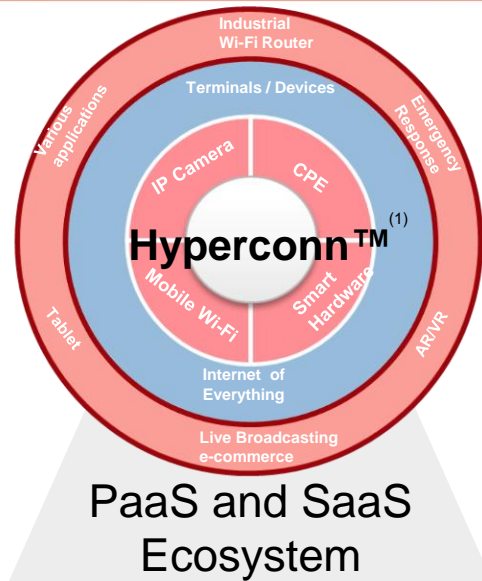 Industrial
Wi-Fi Router
Various
applications
Emergency
Response
Terminals / Devices
IP Camera
CPE
Hyperconn™(1)
Mobile Wi-Fi
Smart
Hardware
Tablet
AR/VR
Internet of
Everything
Live Broadcasting
e-commerce
PaaS and SaaS
Ecosystem